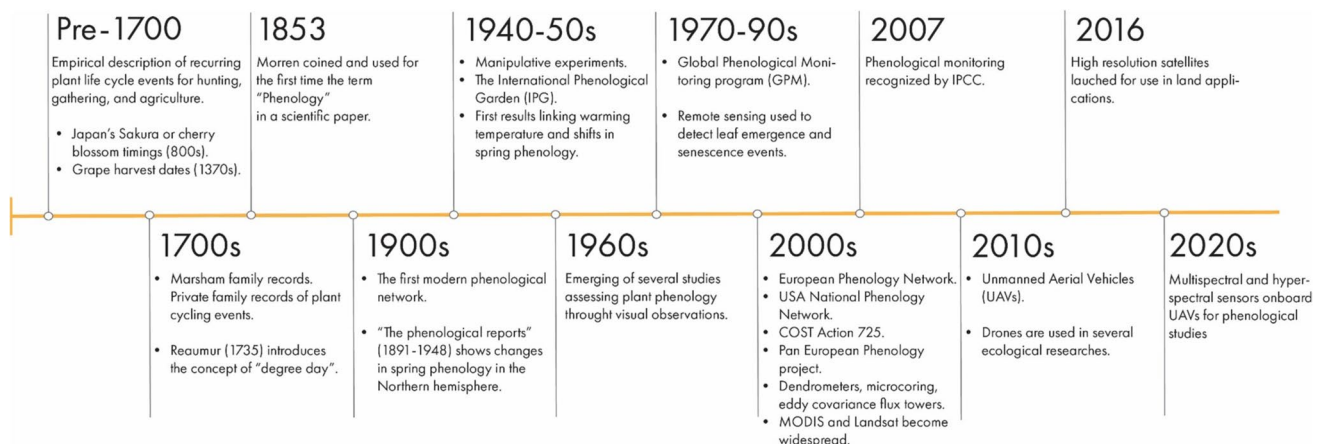 Pre-1700
Empirical description of recurring
plant life cycle events for hunting,
gathering, and agriculture.
• Japan's Sakura or cherry
blossom timings (800s).
• Grape harvest dates (1370s).
1700s
• Marsham family records.
Private family records of plant
cycling events.
• Reaumur (1735) introduces
the concept of "degree day".
1853
Morren coined and used for
the first time the term
"Phenology"
in a scientific paper.
1900s
• The first modern phenological
network.
• "The phenological reports"
(1891-1948) shows changes
in spring phenology in the
Northern hemisphere.
1940-50s
• Manipulative experiments.
• The International Phenological
Garden (IPG).
• First results linking warming
temperature and shifts in
spring phenology.
1960s
Emerging of several studies
assessing plant phenology
throught visual observations.
1970-90s
• Global Phenological Moni-
toring program (GPM).
• Remote sensing used to
detect leaf emergence and
senescence events.
2000s
• European Phenology Network.
• USA National Phenology
Network.
• COST Action 725.
• Pan European Phenology
project.
• Dendrometers, microcoring,
eddy covariance flux towers.
• MODIS and Landsat become
widespread.
2007
Phenological monitoring
recognized by IPCC.
2010s
• Unmanned Aerial Vehicles
(UAVs).
• Drones are used in several
ecological researches.
2016
High resolution satellites
lauched for use in land appli-
cations.
2020s
Multispectral and hyper-
spectral sensors onboard
UAVs for phenological
studies